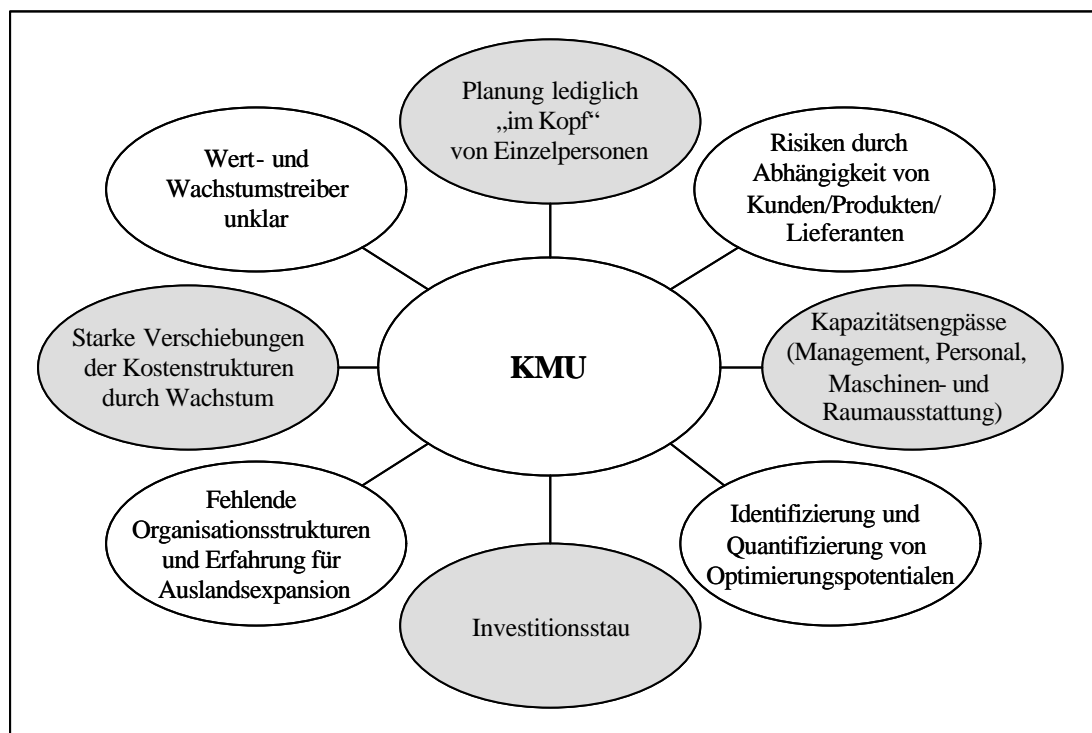 Planung lediglich
„im Kopf“
von Einzelpersonen
Wert- und
Wachstumstreiber
unklar
Risiken durch
Abhängigkeit von
Kunden/Produkten/
Lieferanten
Starke Verschiebungen
der Kostenstrukturen
durch Wachstum
KMU
Kapazitätsengpässe
(Management, Personal,
Maschinen- und
Raumausstattung)
Fehlende
Organisationsstrukturen
und Erfahrung für
Auslandsexpansion
Identifizierung und
Quantifizierung von
Optimierungspotentialen
Investitionsstau